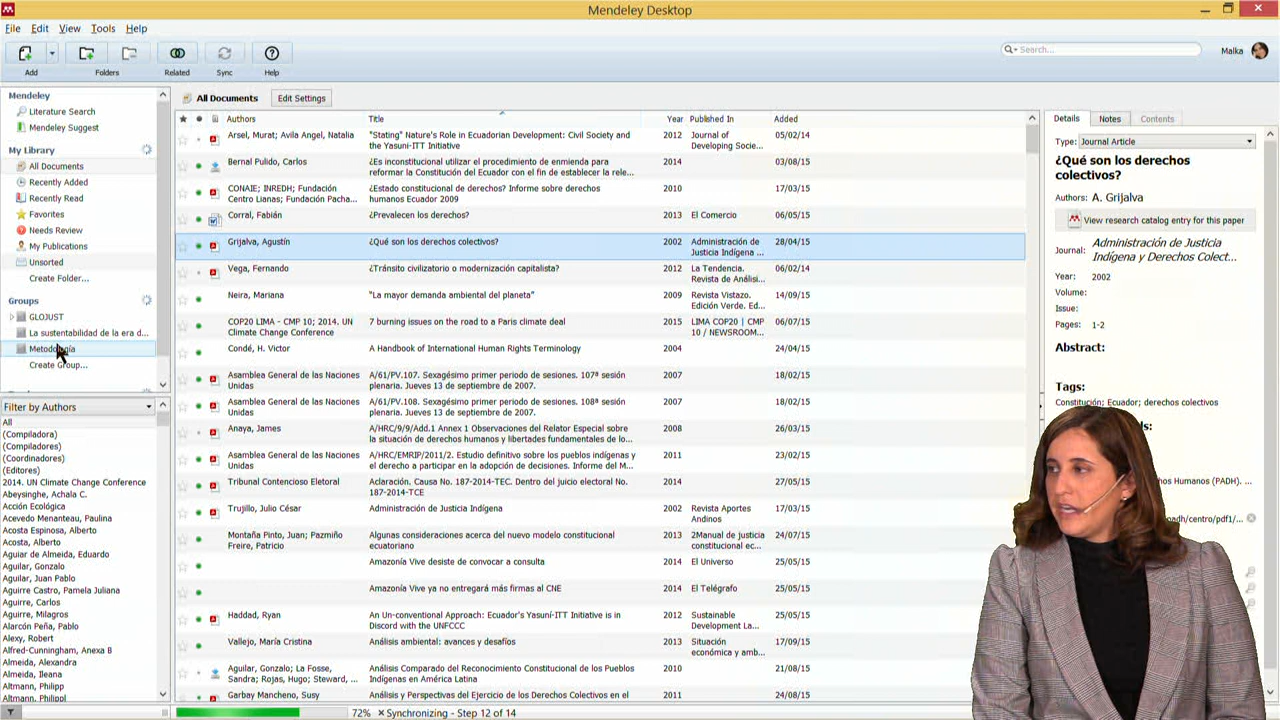 Mendeley Desktop
File Edit View Tools Help
Search...
Malka
Add Folders Related Sync Help
Mendeley
Literature Search
Mendeley Suggest
My Library
All Documents
Recently Added
Recently Read
Favorites
Needs Review
My Publications
Unsorted
Create Folder...
Groups
GLOJUST
La sustentabilidad de la era d...
Metodología
Create Group...
Filter by Authors
All
(Compiladora)
(Compiladores)
(Coordinadores)
(Editores)
2014. UN Climate Change Conference
Abeysinghe, Achala C.
Acción Ecológica
Acevedo Menanteau, Paulina
Acosta Espinosa, Alberto
Acosta, Alberto
Aguiar de Almeida, Eduardo
Aguilar, Gonzalo
Aguilar, Juan Pablo
Aguirre Castro, Pamela Juliana
Aguirre, Carlos
Aguirre, Milagros
Alarcón Peña, Pablo
Alexy, Robert
Alfred-Cunningham, Anexa B
Almeida, Alexandra
Almeida, Ileana
Altmann, Philipp
Altmann, Philippl
All Documents Edit Settings
Authors Title Year Published In Added
Arsel, Murat; Avila Angel, Natalia "Stating" Nature's Role in Ecuadorian Development: Civil Society and 2012 Journal of 05/02/14
the Yasuni-ITT Initiative Developing Socie...
Bernal Pulido, Carlos ¿Es inconstitucional utilizar el procedimiento de enmienda para 2014 03/08/15
reformar la Constitución del Ecuador con el fin de establecer la rele...
CONAIE; INREDH; Fundación ¿Estado constitucional de derechos? Informe sobre derechos 2010 17/03/15
Centro Lianas; Fundación Pacha... humanos Ecuador 2009
Corral, Fabián ¿Prevalecen los derechos? 2013 El Comercio 06/05/15
Grijalva, Agustín ¿Qué son los derechos colectivos? 2002 Administración de 28/04/15
Justicia Indígena ...
Vega, Fernando ¿Tránsito civilizatorio o modernización capitalista? 2012 La Tendencia. 06/02/14
Revista de Análisi...
Neira, Mariana "La mayor demanda ambiental del planeta" 2009 Revista Vistazo. 14/09/15
Edición Verde. Ed...
COP20 LIMA - CMP 10; 2014. UN 7 burning issues on the road to a Paris climate deal 2015 LIMA COP20 | CMP 06/07/15
Climate Change Conference 10 / NEWSROOM...
Condé, H. Victor A Handbook of International Human Rights Terminology 2004 24/04/15
Asamblea General de las Naciones A/61/PV.107. Sexagésimo primer periodo de sesiones. 107ª sesión 2007 18/02/15
Unidas plenaria. Jueves 13 de septiembre de 2007.
Asamblea General de las Naciones A/61/PV.108. Sexagésimo primer periodo de sesiones. 108ª sesión 2007 18/02/15
Unidas plenaria. Jueves 13 de septiembre de 2007.
Anaya, James A/HRC/9/9/Add.1 Annex 1 Observaciones del Relator Especial sobre 2008 26/03/15
la situación de derechos humanos y libertades fundamentales de lo...
Asamblea General de las Naciones A/HRC/EMRIP/2011/2. Estudio definitivo sobre los pueblos indígenas y 2011 23/02/15
Unidas el derecho a participar en la adopción de decisiones. Informe del M...
Tribunal Contencioso Eletoral Aclaración. Causa No. 187-2014-TEC. Dentro del juicio electoral No. 2014 27/05/15
187-2014-TCE
Trujillo, Julio César Administración de Justicia Indígena 2002 Revista Aportes 17/03/15
Andinos
Montaña Pinto, Juan; Pazmiño Algunas consideraciones acerca del nuevo modelo constitucional 2013 2Manual de justicia 24/07/15
Freire, Patricio ecuatoriano constitucional ec...
Amazonía Vive desiste de convocar a consulta 2014 El Universo 25/05/15
Amazonía Vive ya no entregará más firmas al CNE 2014 El Telégrafo 25/05/15
Haddad, Ryan An Un-conventional Approach: Ecuador's Yasuní-ITT Initiative is in 2012 Sustainable 25/05/15
Discord with the UNFCCC Development La...
Vallejo, María Cristina Análisis ambiental: avances y desafíos 2013 Situación 17/09/15
económica y amb...
Aguilar, Gonzalo; La Fosse, Análisis Comparado del Reconocimiento Constitucional de los Pueblos 2010 21/08/15
Sandra; Rojas, Hugo; Steward, ... Indígenas en América Latina
Garbay Mancheno, Susy Análisis y Perspectivas del Ejercicio de los Derechos Colectivos en el 2011 24/08/15
Details Notes Contents
Type: Journal Article
¿Qué son los derechos
colectivos?
Authors: A. Grijalva
View research catalog entry for this paper
Journal: Administración de Justicia
Indígena y Derechos Colect...
Year: 2002
Volume:
Issue:
Pages: 1-2
Abstract:
Tags:
Constitución; Ecuador; derechos colectivos
ds:
hos Humanos (PADH). ...
oadh/centro/pdf1/...
72% Synchronizing - Step 12 of 14